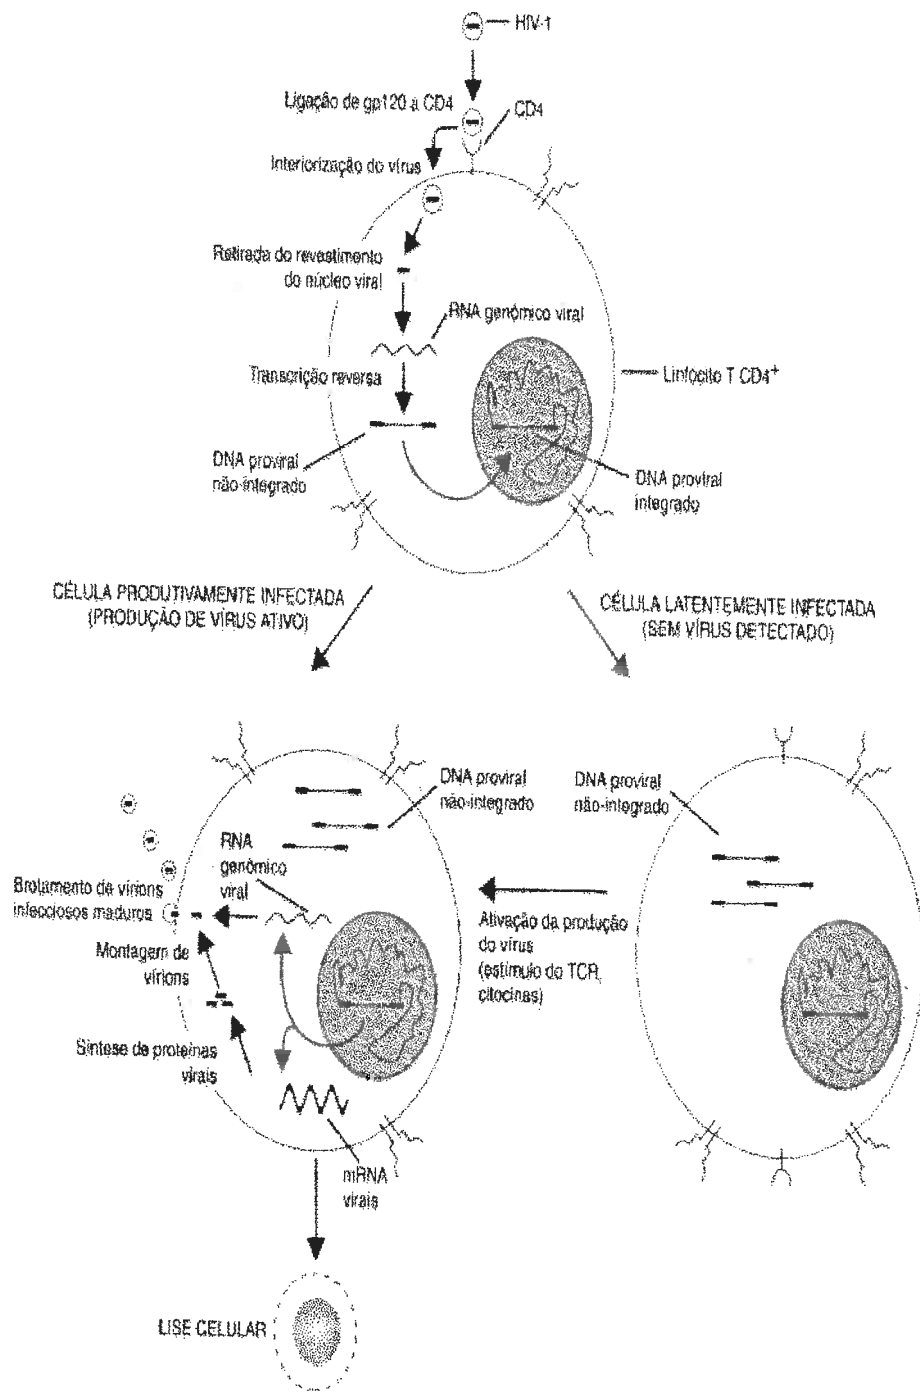 HIV-1
Ligação de gp120 a CD4
CD4
Interiorização do vírus
Retirada do revestimento
do núcleo viral
RNA genômico viral
Transcrição reversa
Linfócito T CD4+
DNA proviral
não-integrado
DNA proviral
integrado
CÉLULA PRODUTIVAMENTE INFECTADA
(PRODUÇÃO DE VÍRUS ATIVO)
CÉLULA LATENTEMENTE INFECTADA
(SEM VÍRUS DETECTADO)
DNA proviral
não-integrado
DNA proviral
não-integrado
RNA
genômico
viral
Brotamento de vírions
infecciosos maduros
Montagem de
vírions
Síntese de proteínas
virais
Ativação da produção
do vírus
(estímulo do TCR,
citocinas)
mRNA
virais
LISE CELULAR